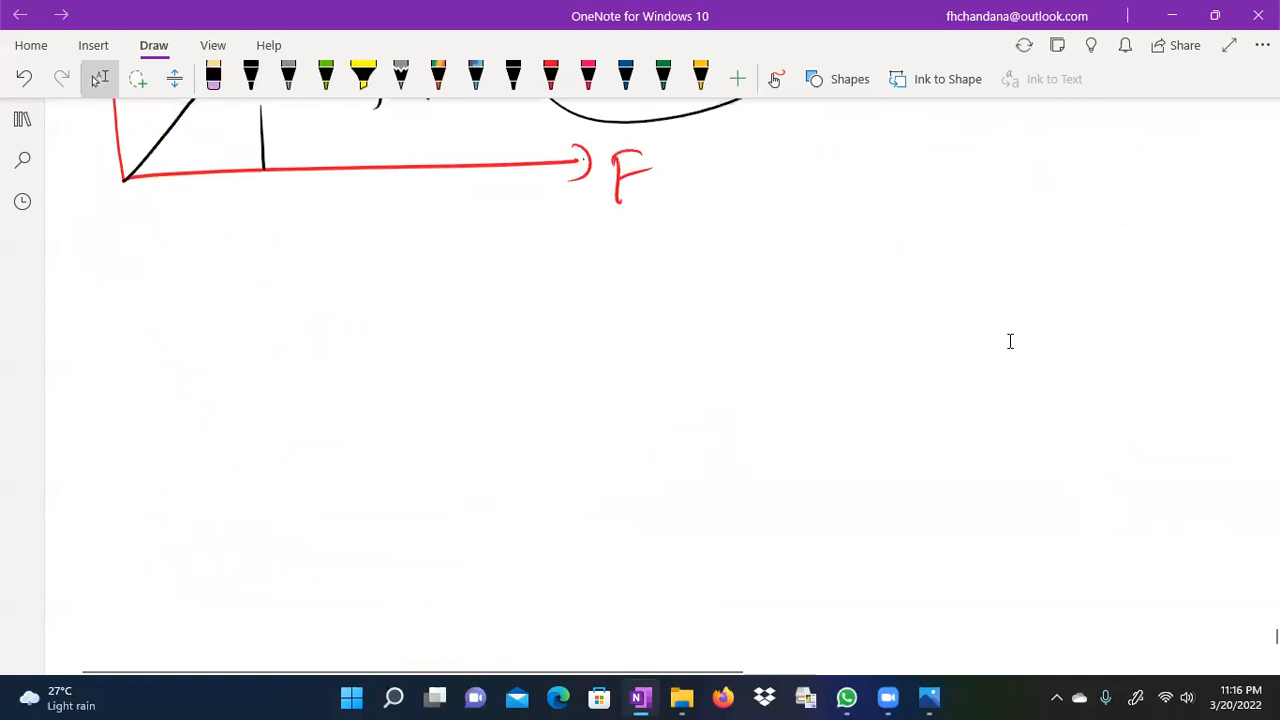 OneNote for Windows 10
fhchandana@outlook.com
Home Insert Draw View Help
Share
Shapes
Ink to Shape
Ink to Text
F
27°C
Light rain
11:16 PM
3/20/2022